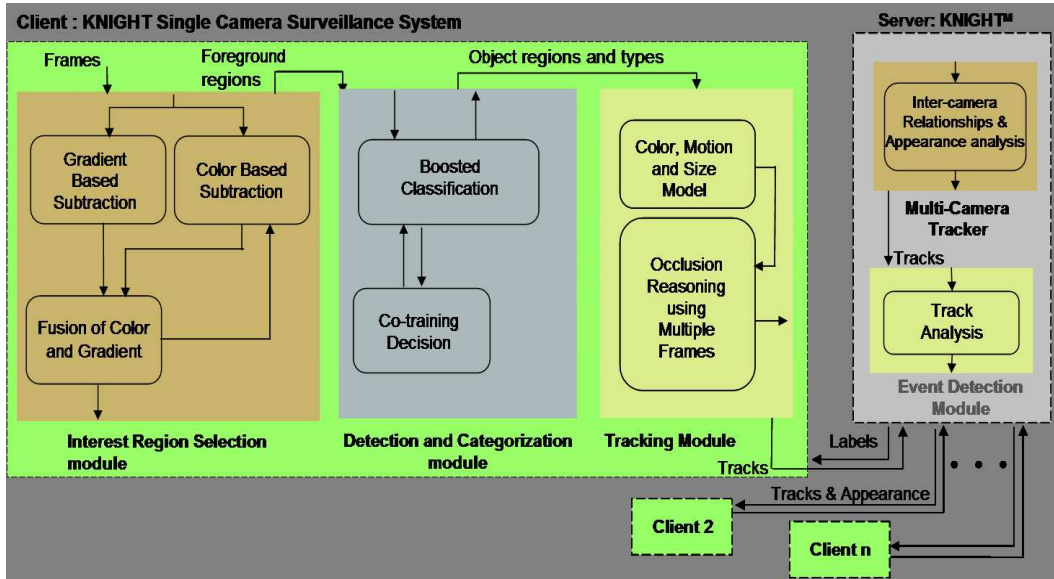 Client : KNIGHT Single Camera Surveillance System
Server: KNIGHTᴹ
Frames
Foreground
regions
Object regions and types
Gradient
Based
Subtraction
Color Based
Subtraction
Fusion of Color
and Gradient
Interest Region Selection
module
Boosted
Classification
Co-training
Decision
Detection and Categorization
module
Color, Motion
and Size
Model
Occlusion
Reasoning
using
Multiple
Frames
Tracking Module
Inter-camera
Relationships &
Appearance analysis
Multi-Camera
Tracker
Tracks
Track
Analysis
Event Detection
Module
Labels
Tracks
Tracks & Appearance
Client 2
Client n